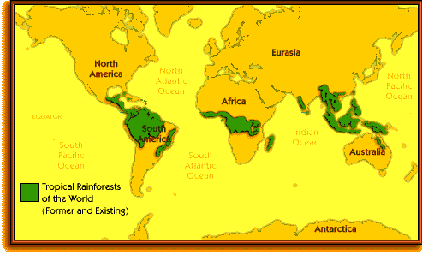 North
America
Eurasia
North
Atlantic
Ocean
North
Pacific
Ocean
Africa
EQUATOR
South
America
Indian
Ocean
South
Pacific
Ocean
South
Atlantic
Ocean
Australia
Tropical Rainforests
of the World
(Former and Existing)
Antarctica